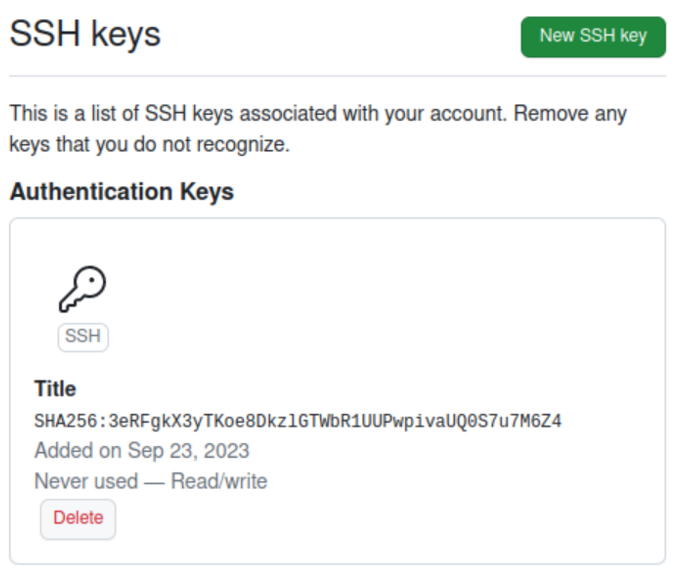 SSH keys
New SSH key
This is a list of SSH keys associated with your account. Remove any
keys that you do not recognize.
Authentication Keys
SSH
Title
SHA256:3eRFgkX3yTKoe8DkzlGTWbR1UUPwpivaUQ0S7u7M6Z4
Added on Sep 23, 2023
Never used — Read/write
Delete